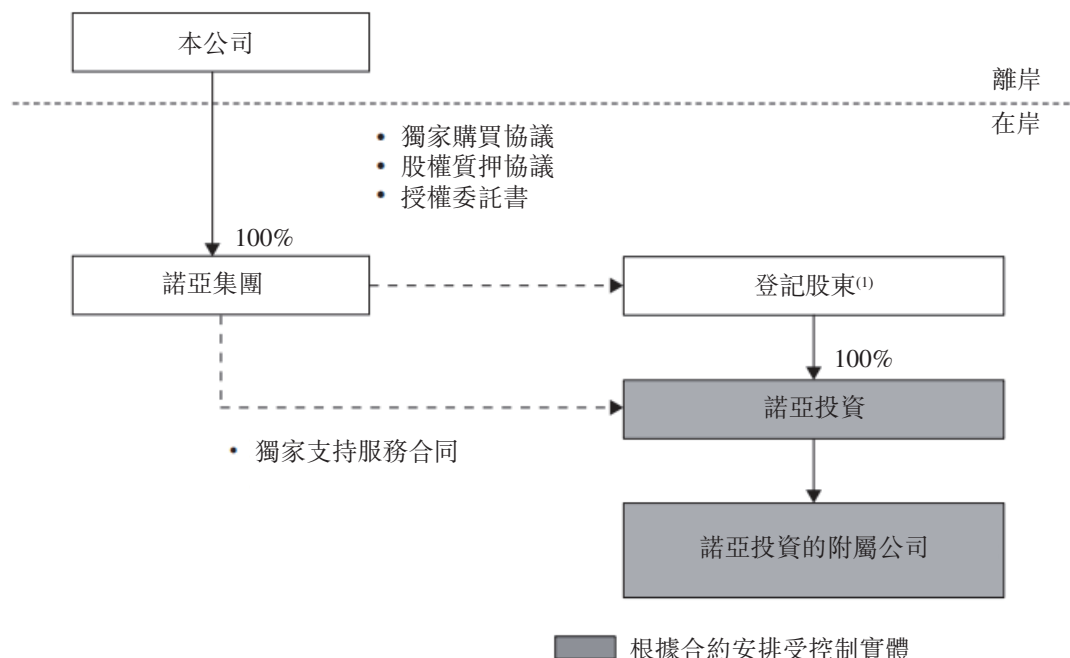 本公司
離岸
在岸
• 獨家購買協議
• 股權質押協議
• 授權委託書
100%
諾亞集團
登記股東(1)
100%
諾亞投資
• 獨家支持服務合同
諾亞投資的附屬公司
根據合約安排受控制實體